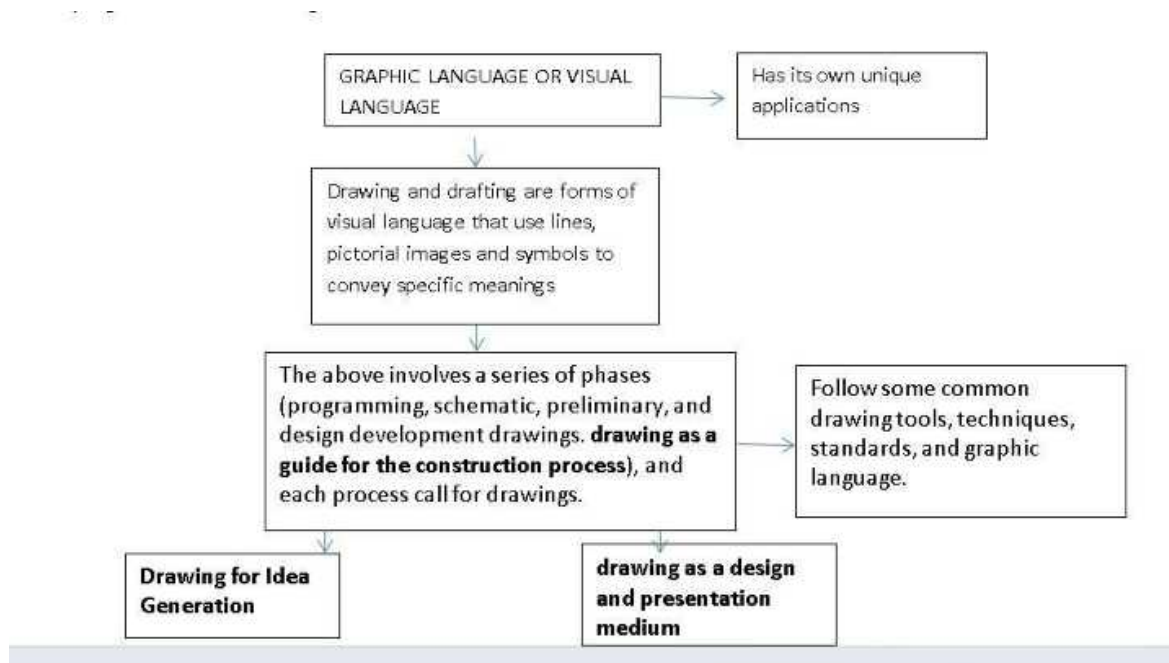 GRAPHIC LANGUAGE OR VISUAL
LANGUAGE
Has its own unique
applications
Drawing and drafting are forms of
visual language that use lines,
pictorial images and symbols to
convey specific meanings
The above involves a series of phases
(programming, schematic, preliminary, and
design development drawings. drawing as a
guide for the construction process), and
each process call for drawings.
Follow some common
drawing tools, techniques,
standards, and graphic
language.
Drawing for Idea
Generation
drawing as a design
and presentation
medium